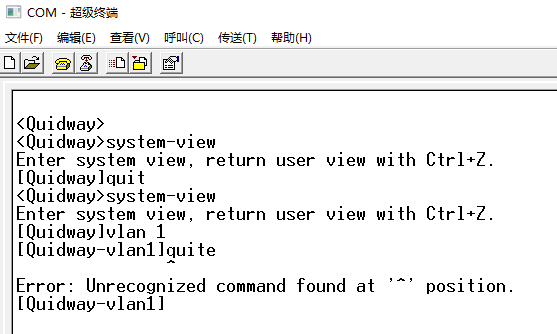 COM - 超级终端
文件(F) 编辑(E) 查看(V) 呼叫(C) 传送(T) 帮助(H)
<Quidway>
<Quidway>system-view
Enter system view, return user view with Ctrl+Z.
[Quidway]quit
<Quidway>system-view
Enter system view, return user view with Ctrl+Z.
[Quidway]vlan 1
[Quidway-vlan1]quite
^
Error: Unrecognized command found at '^' position.
[Quidway-vlan1]